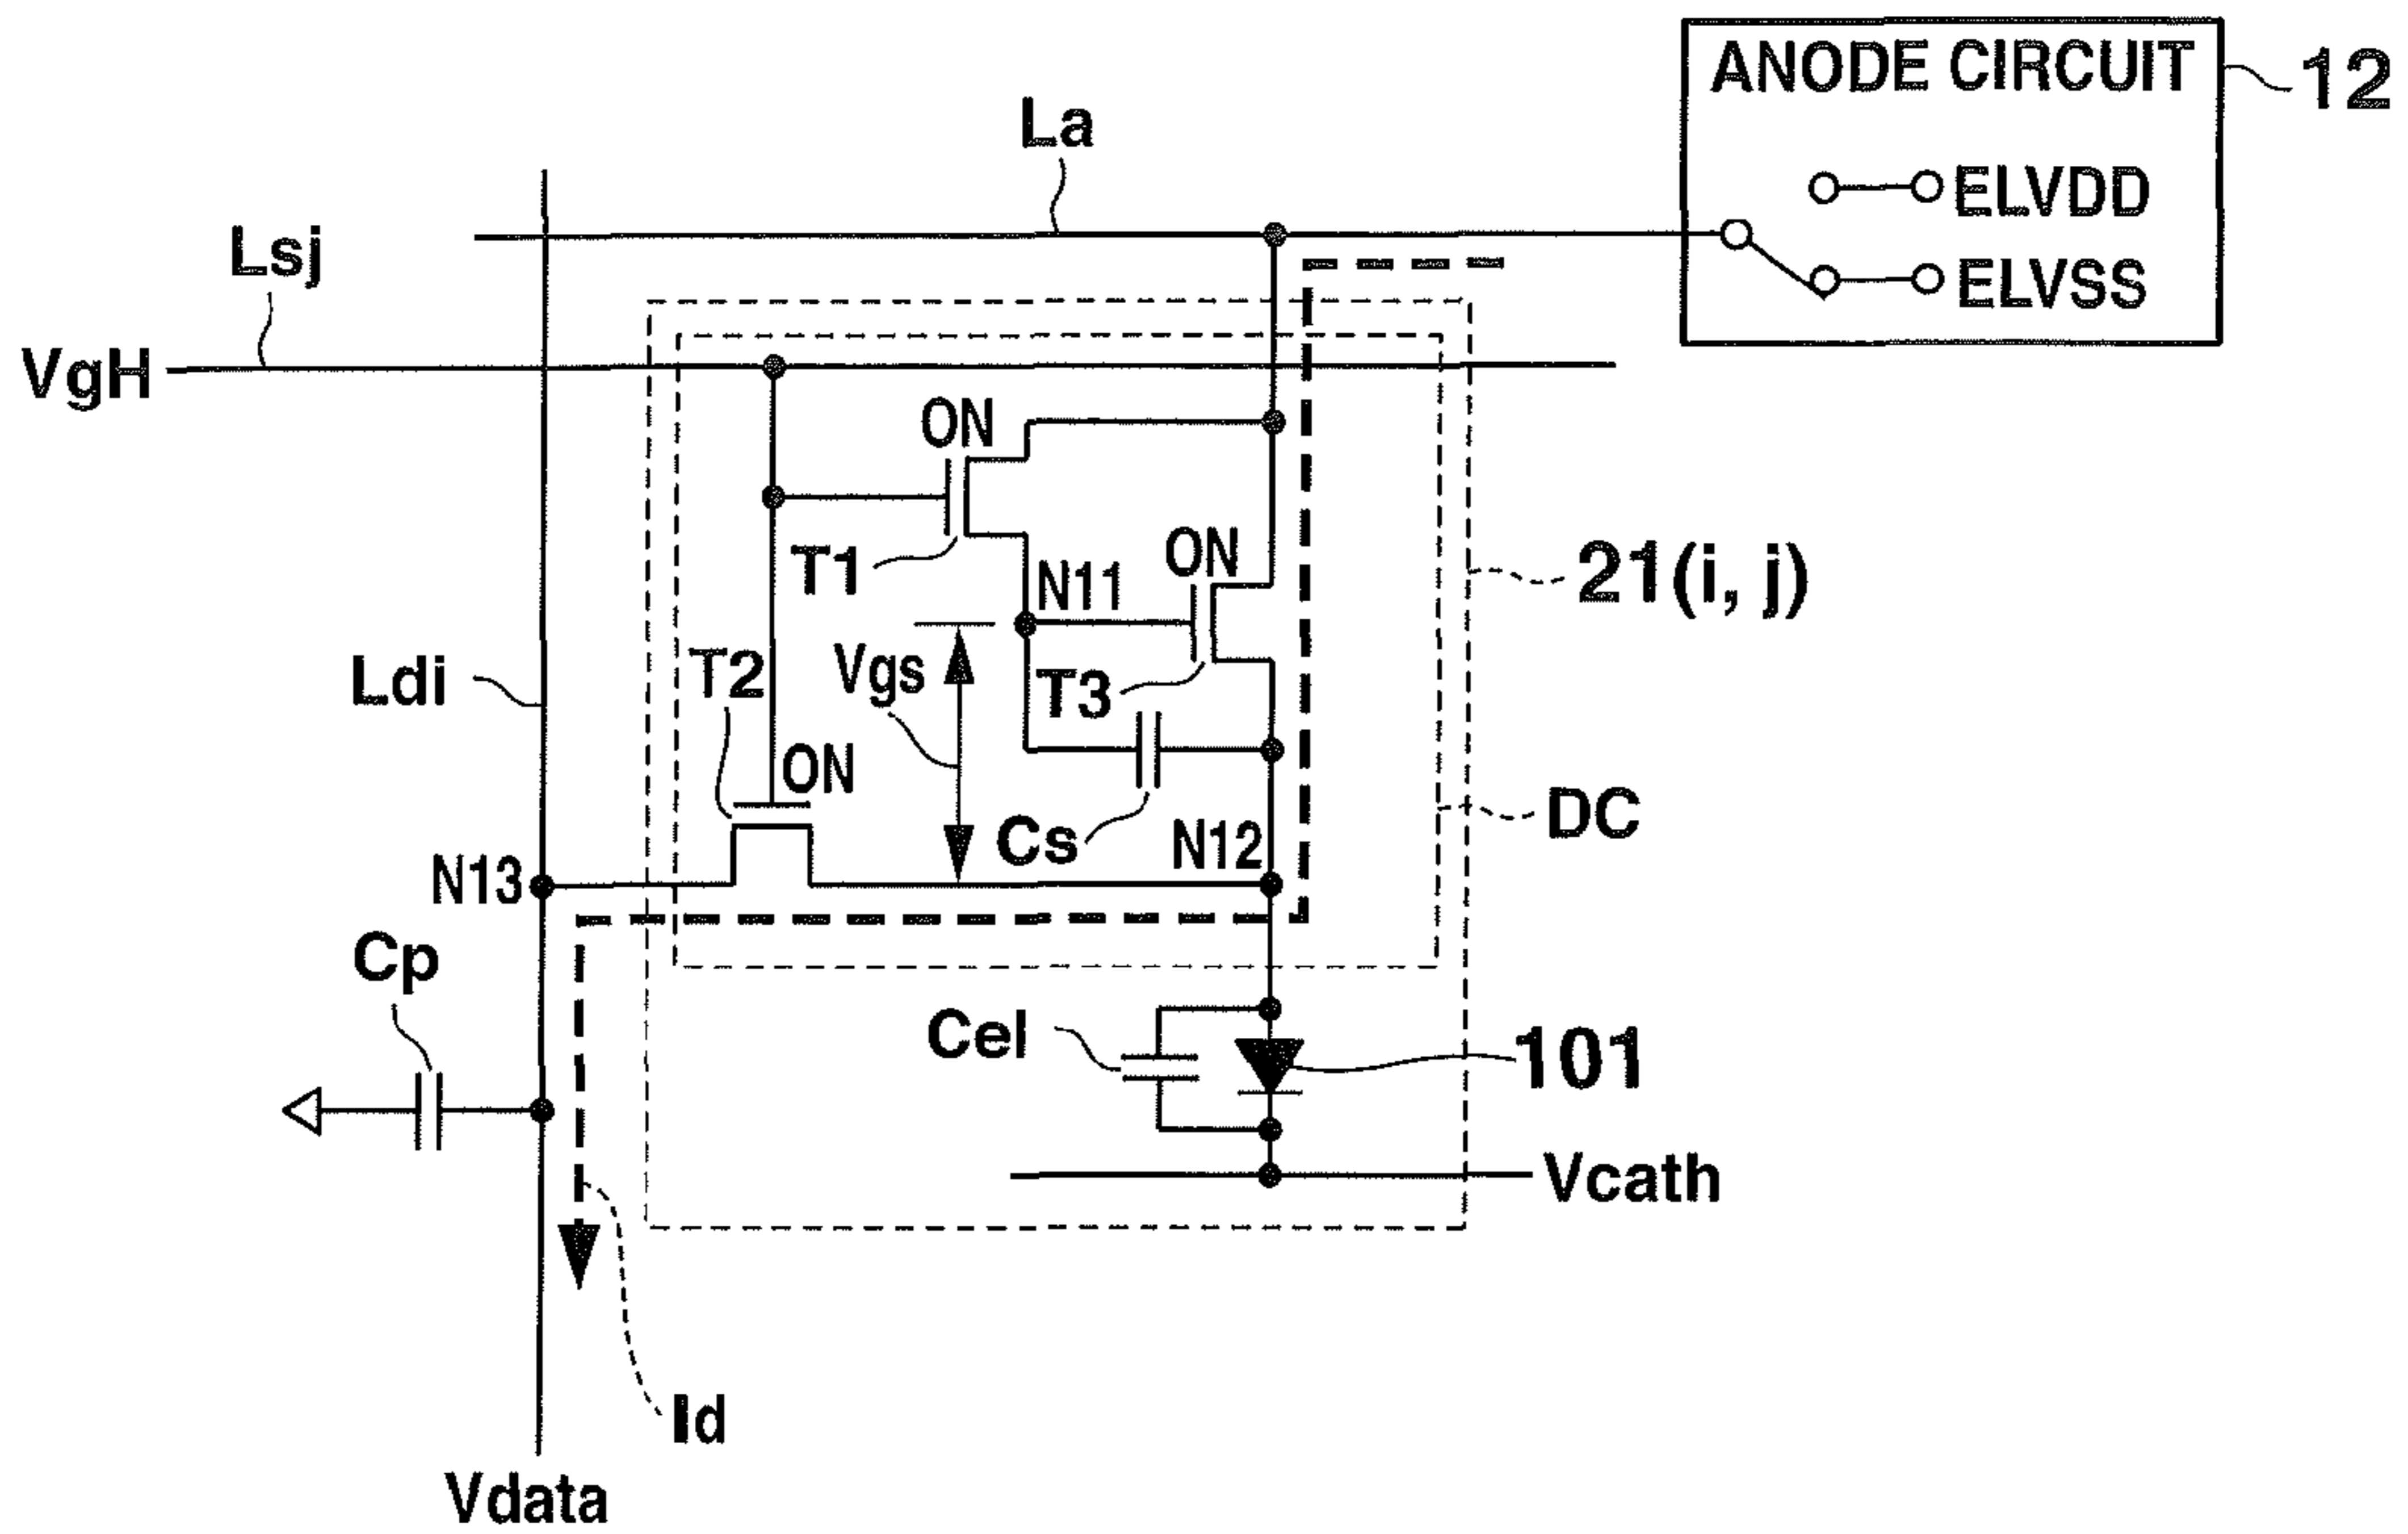 ANODE CIRCUIT
12
La
ELVDD
Lsj
ELVSS
VgH
ON
ON
T1
N11
21(i, j)
T2
Vgs
Ldi
T3
ON
DC
Cs
N12
N13
Cp
Cel
101
Vcath
Id
Vdata